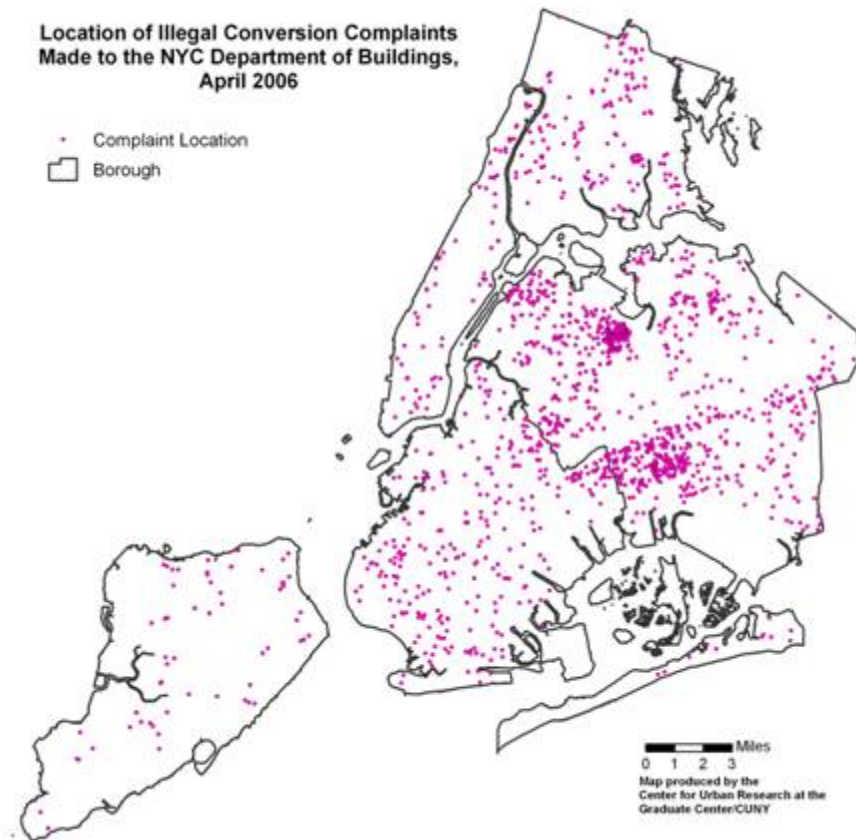 Location of Illegal Conversion Complaints
Made to the NYC Department of Buildings,
April 2006
Complaint Location
Borough
Miles
0 1 2 3
Map produced by the
Center for Urban Research at the
Graduate Center/CUNY